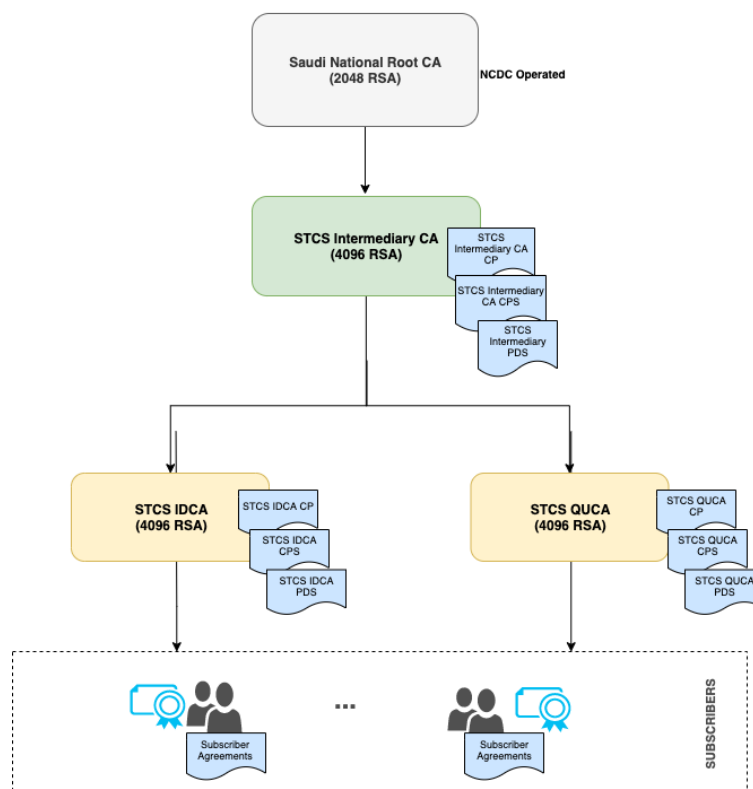 Saudi National Root CA
(2048 RSA)
NCDC Operated
STCS Intermediary CA
(4096 RSA)
STCS
Intermediary CA
CP
STCS Intermediary
CA CPS
STCS
Intermediary
PDS
STCS IDCA
(4096 RSA)
STCS IDCA CP
STCS IDCA
CPS
STCS IDCA
PDS
STCS QUCA
(4096 RSA)
STCS QUCA
CP
STCS QUCA
CPS
STCS QUCA
PDS
...
Subscriber
Agreements
Subscriber
Agreements
SUBSCRIBERS